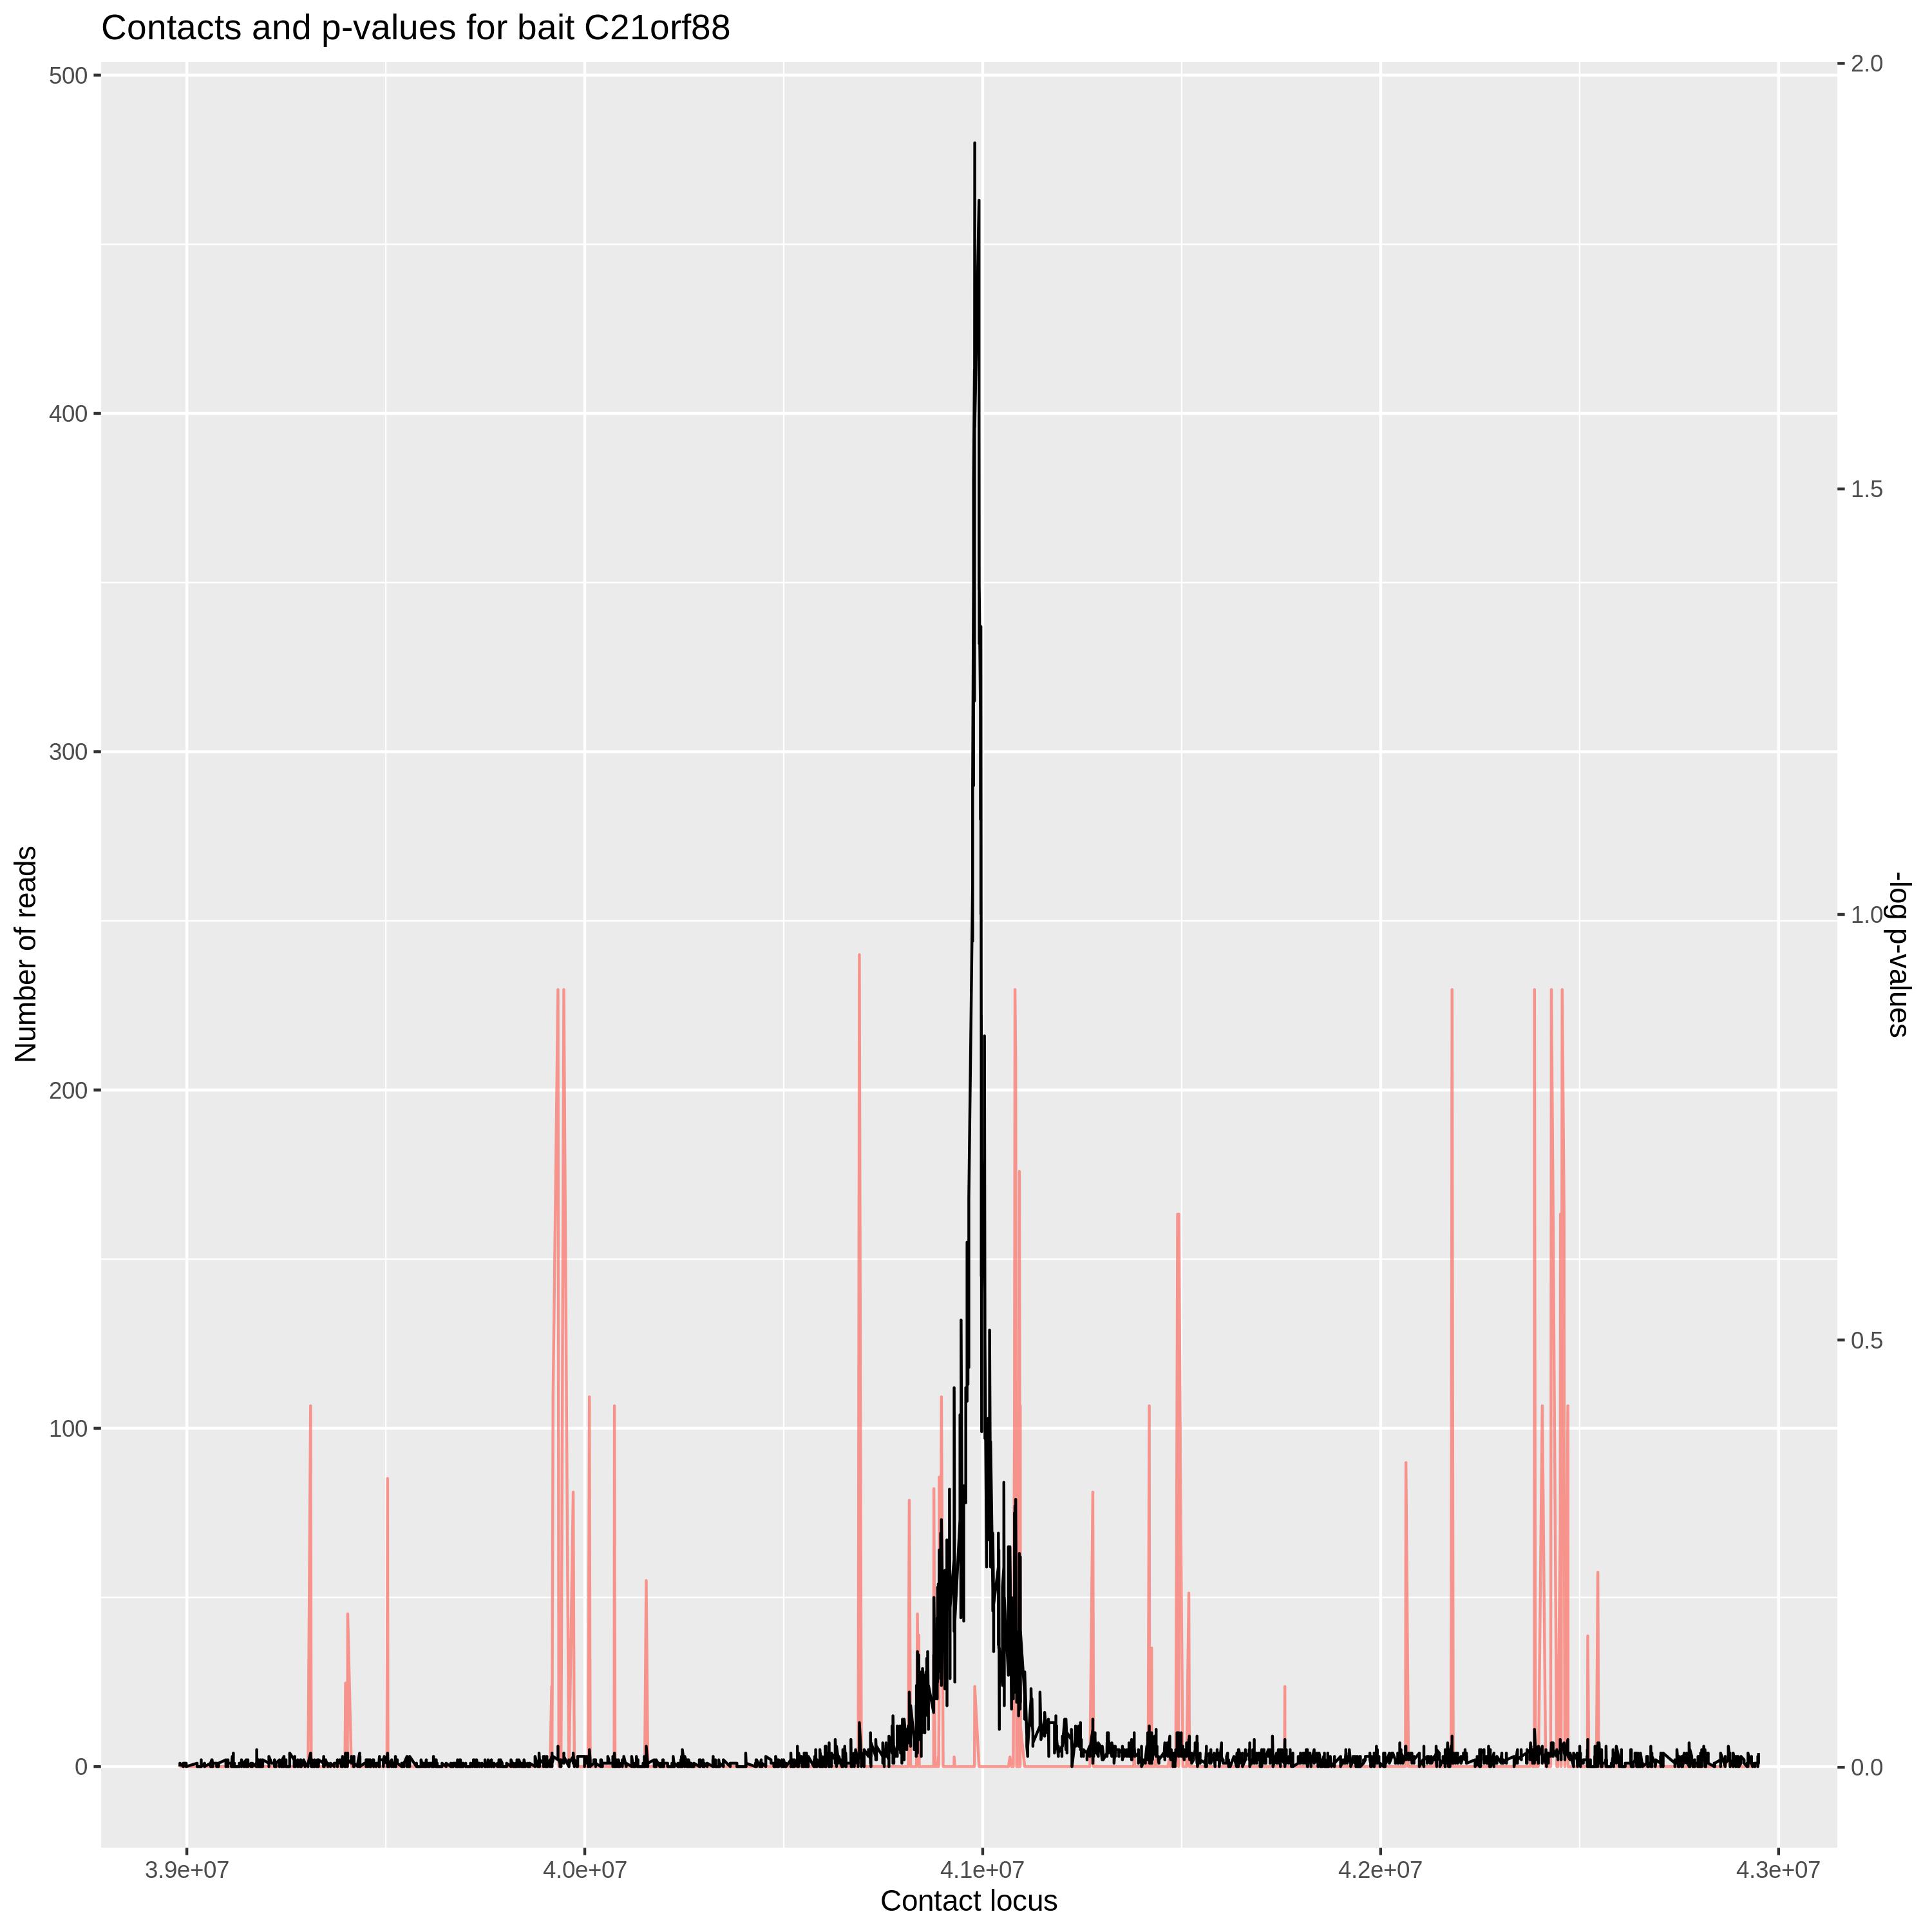 Contacts and p-values for bait C21orf88
500
400
300
200
100
0
Number of reads
2.0
1.5
1.0
0.5
0.0
-log p-values
3.9e+07 4.0e+07 4.1e+07 4.2e+07 4.3e+07
Contact locus